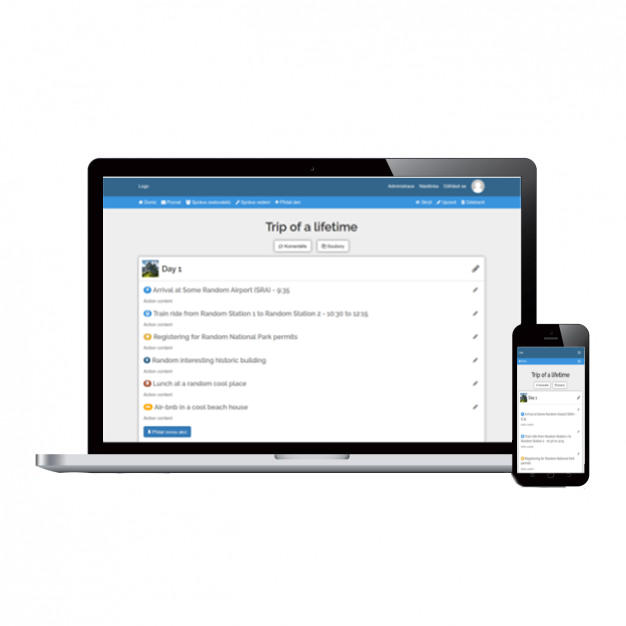 Logo
Administrace Nástěnka Odhlásit se
Domů Pozvat Správa cestovatelů Správa vedení Přidat den
Skrýt Upravit Odstranit
Trip of a lifetime
Komentáře Soubory
Day 1
Arrival at Some Random Airport (SRA) - 9:35
Action content
Train ride from Random Station 1 to Random Station 2 - 10:30 to 12:15
Action content
Registering for Random National Park permits
Action content
Random interesting historic building
Action content
Lunch at a random cool place
Action content
Air-bnb in a cool beach house
Action content
Přidat novou akci
Trip of a lifetime
Komentáře Soubory
Day 1
Arrival at Some Random Airport (SRA) -
9:35
Train ride from Random Station 1 to
Random Station 2 - 10:30 to 12:15
Registering for Random National Park
permits